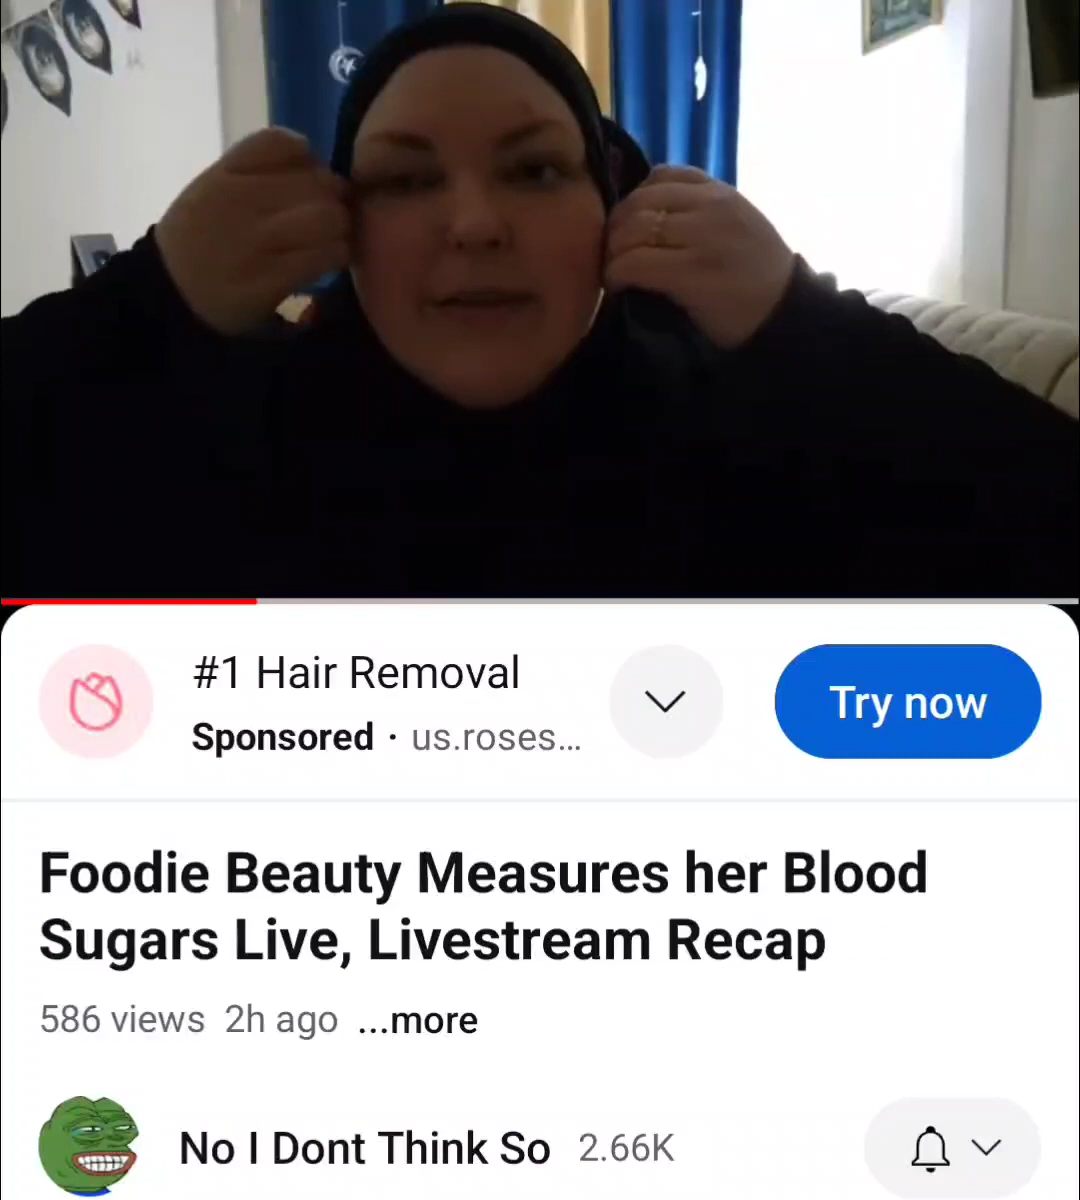 #1 Hair Removal
Sponsored · us.roses...
Try now
Foodie Beauty Measures her Blood
Sugars Live, Livestream Recap
586 views 2h ago ...more
No I Dont Think So 2.66K